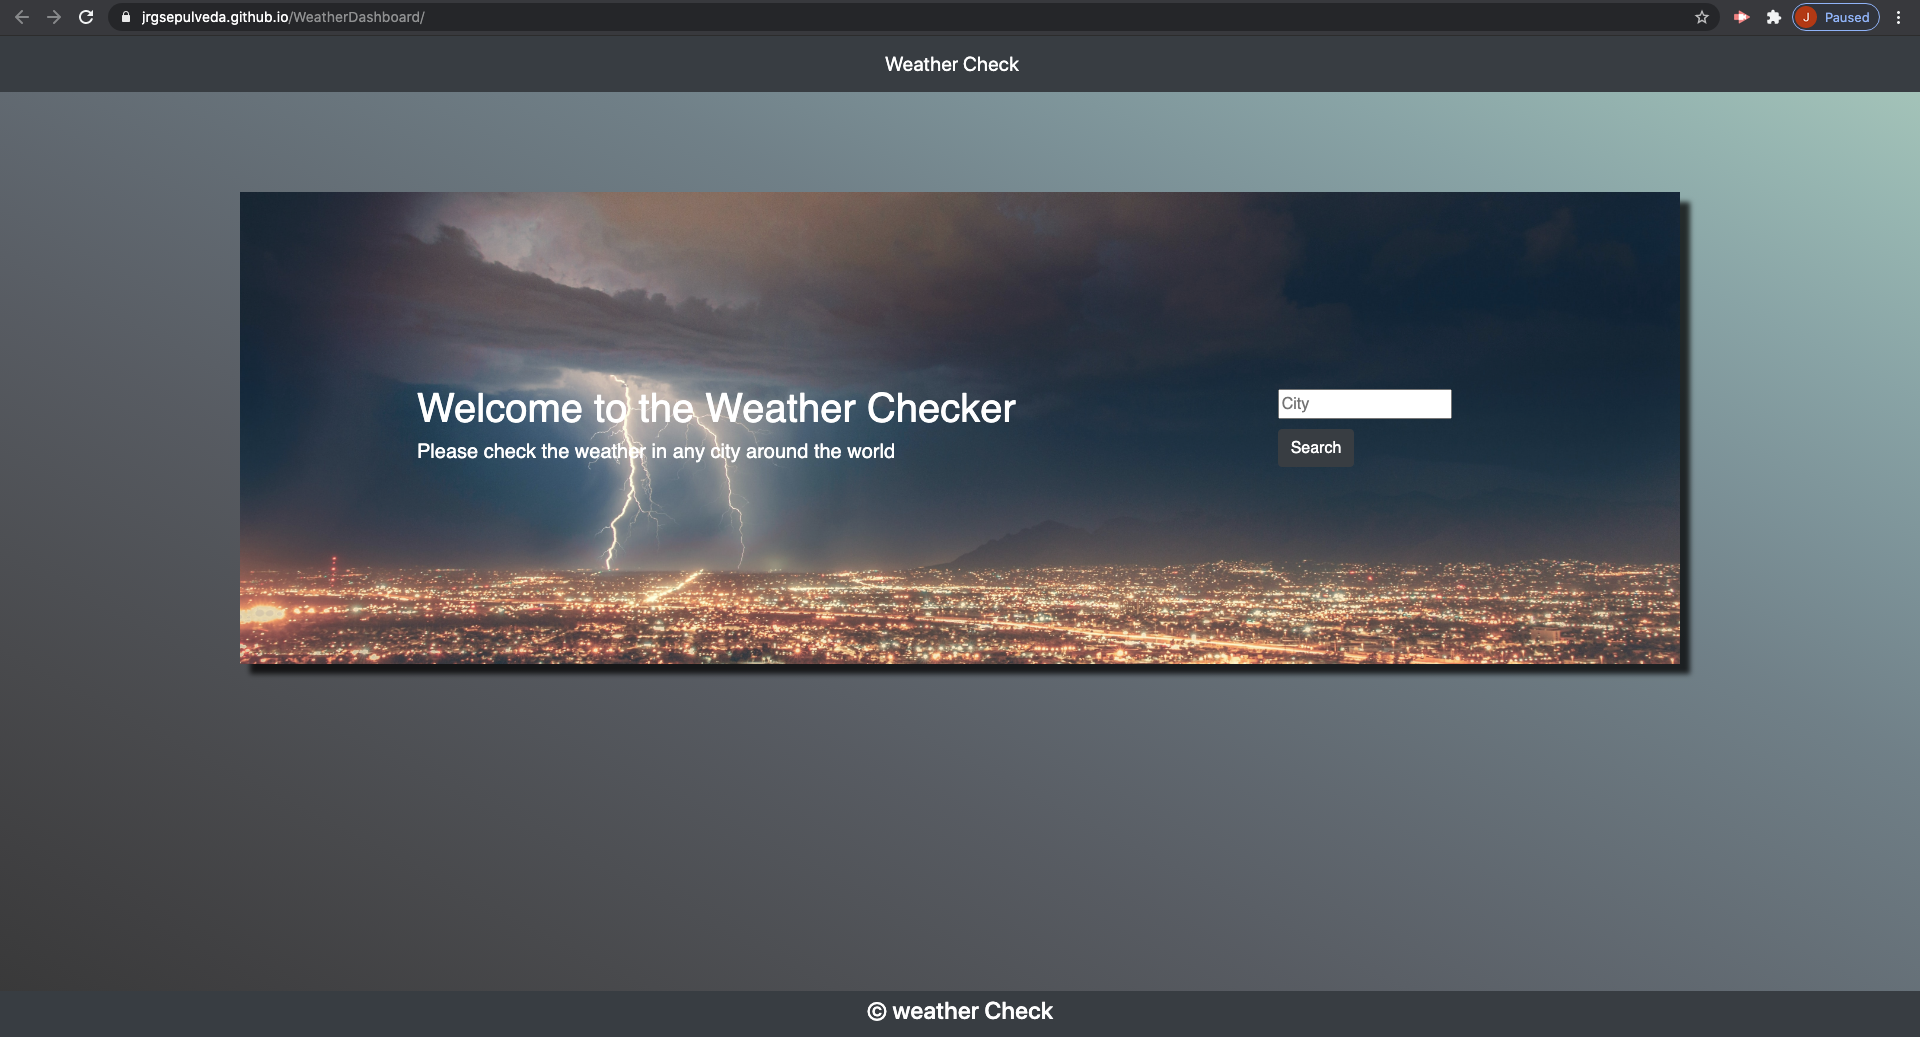 jrgsepulveda.github.io/WeatherDashboard/
J Paused
Weather Check
Welcome to the Weather Checker
Please check the weather in any city around the world
City
Search
© weather Check